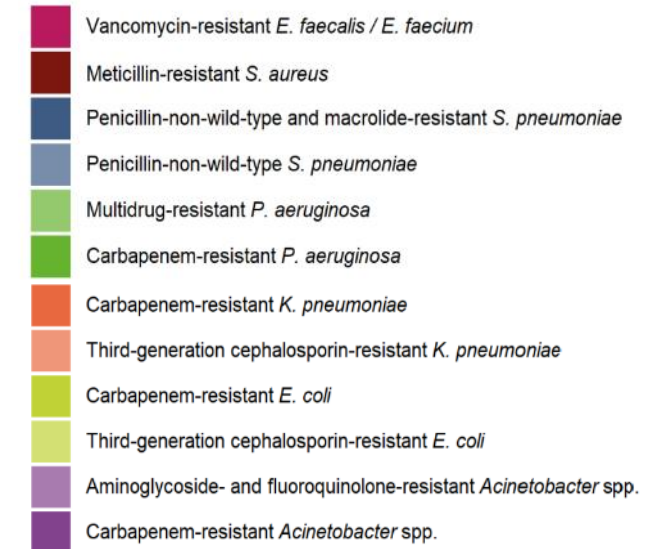 Vancomycin-resistant E. faecalis / E. faecium
Meticillin-resistant S. aureus
Penicillin-non-wild-type and macrolide-resistant S. pneumoniae
Penicillin-non-wild-type S. pneumoniae
Multidrug-resistant P. aeruginosa
Carbapenem-resistant P. aeruginosa
Carbapenem-resistant K. pneumoniae
Third-generation cephalosporin-resistant K. pneumoniae
Carbapenem-resistant E. coli
Third-generation cephalosporin-resistant E. coli
Aminoglycoside- and fluoroquinolone-resistant Acinetobacter spp.
Carbapenem-resistant Acinetobacter spp.